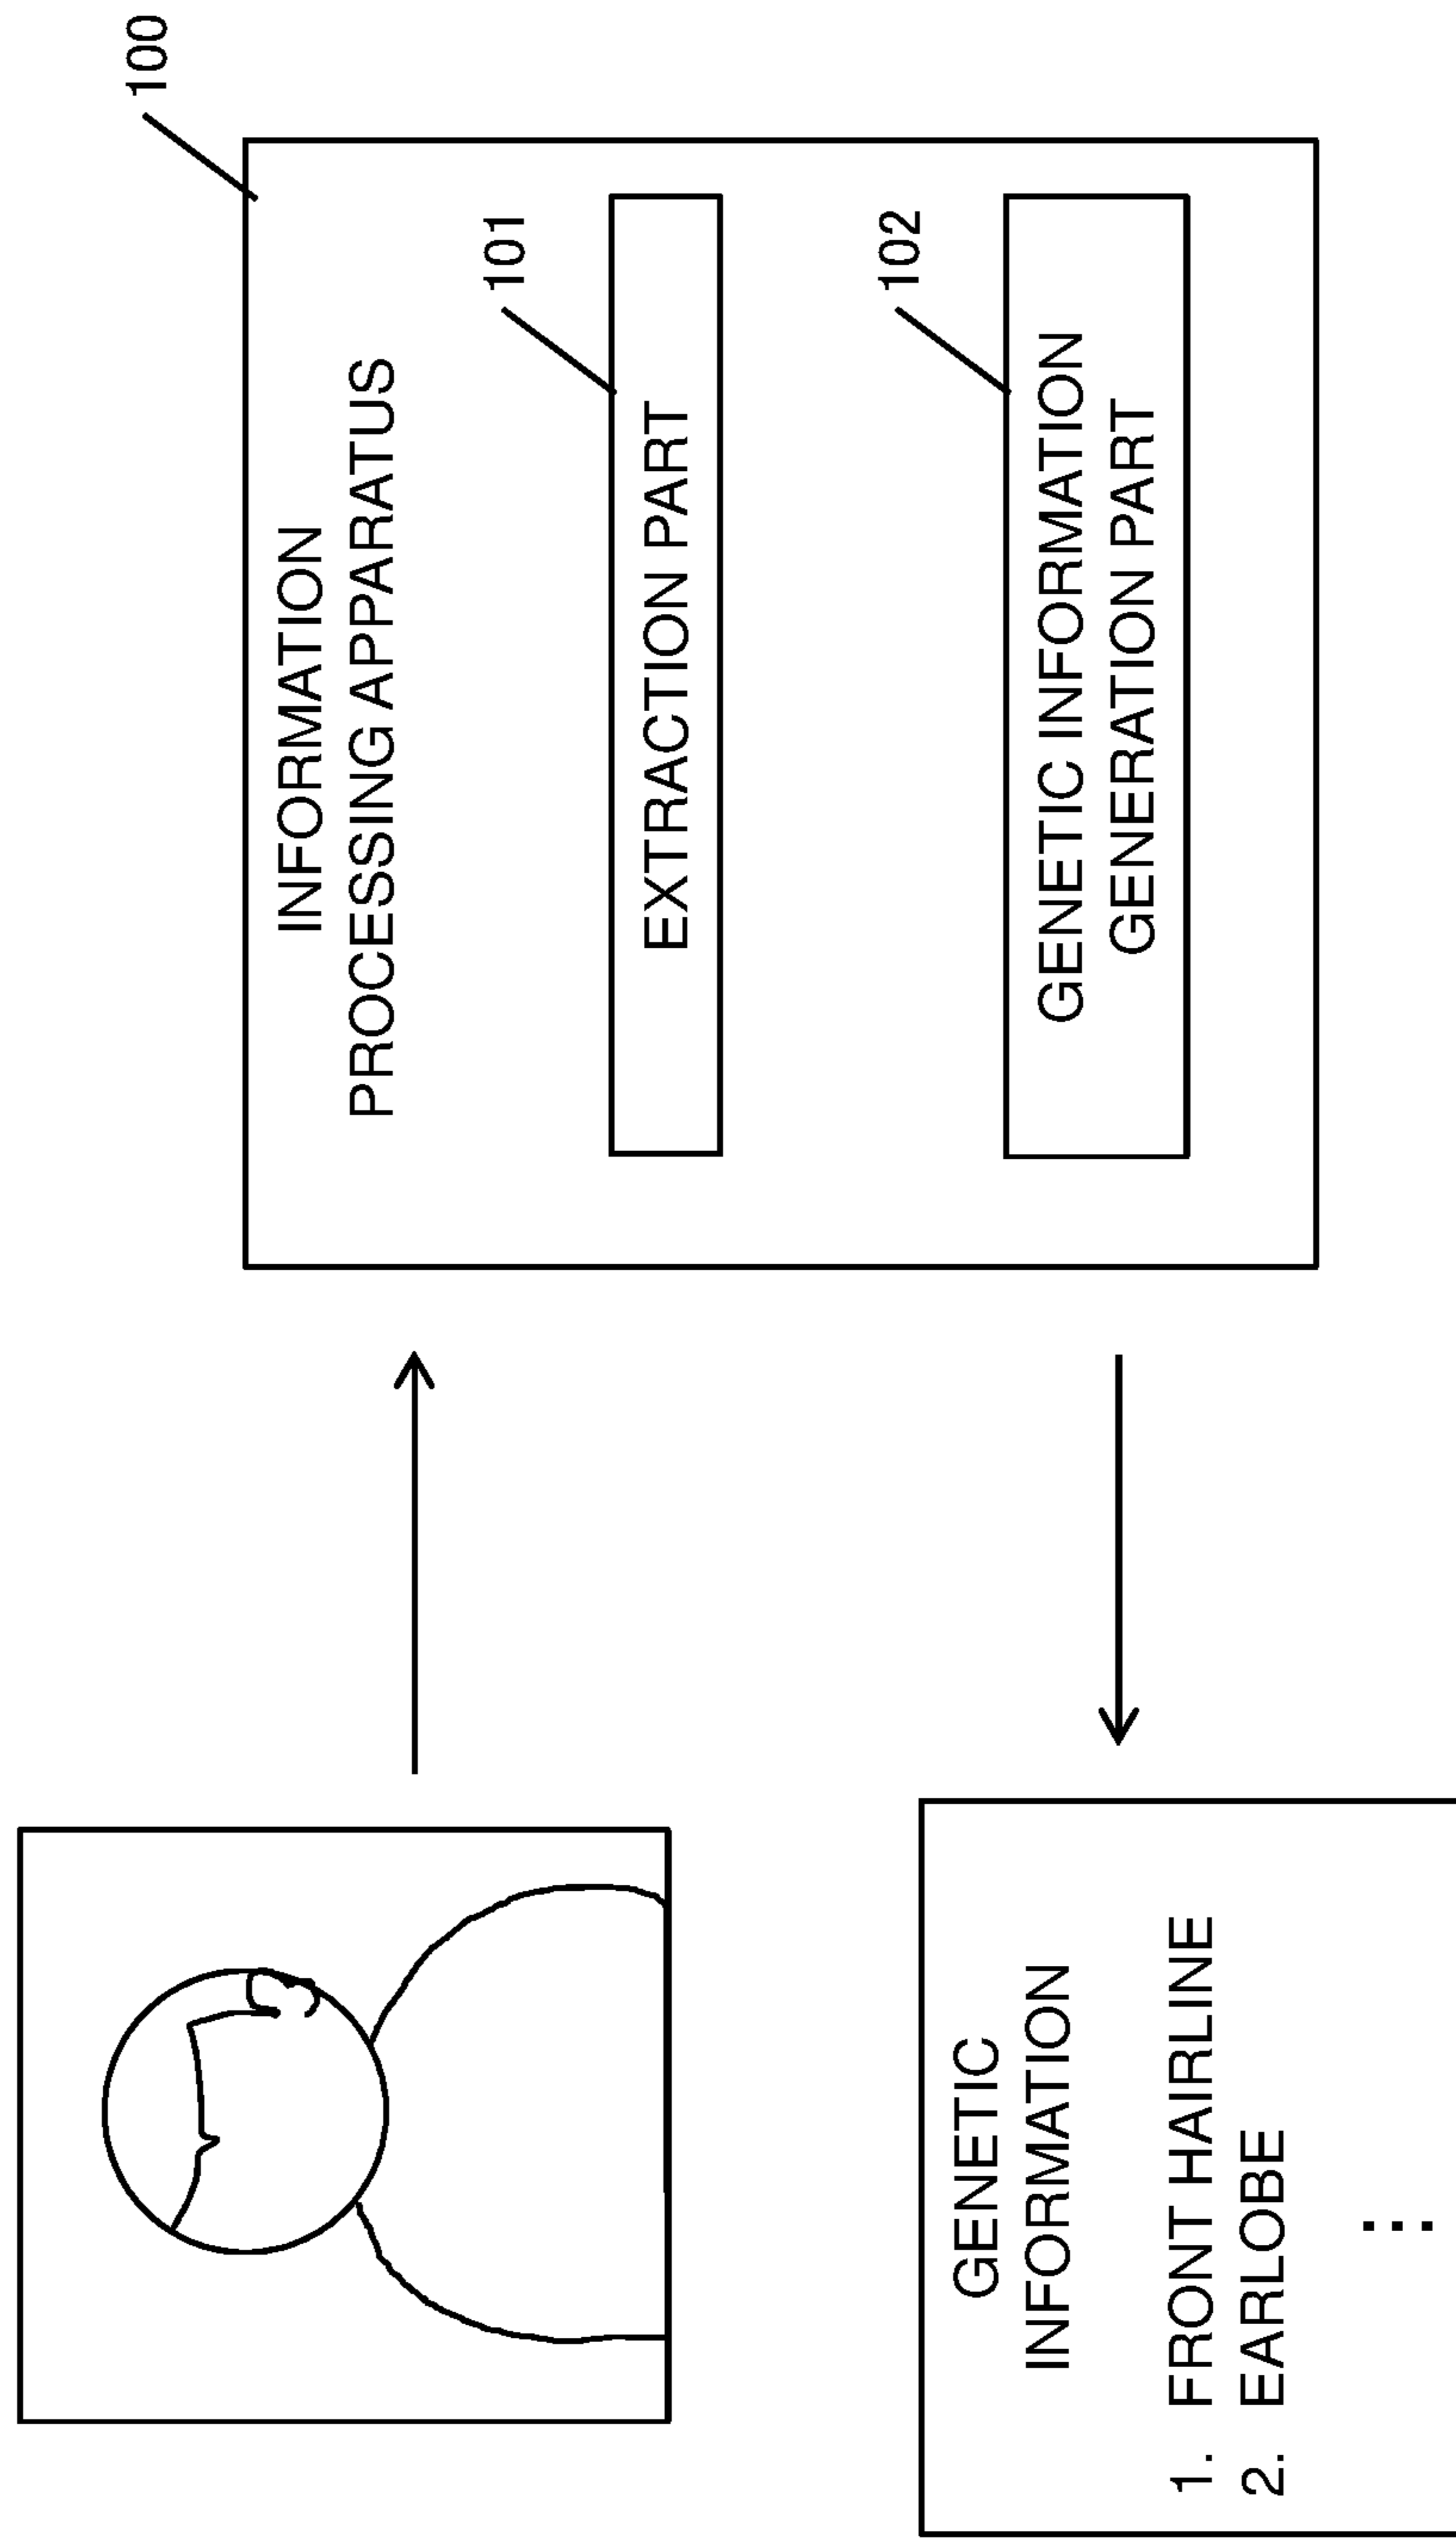 100
INFORMATION
PROCESSING APPARATUS
101
EXTRACTION PART
102
GENETIC INFORMATION
GENERATION PART
GENETIC
INFORMATION
1. FRONT HAIRLINE
2. EARLOBE
⋮